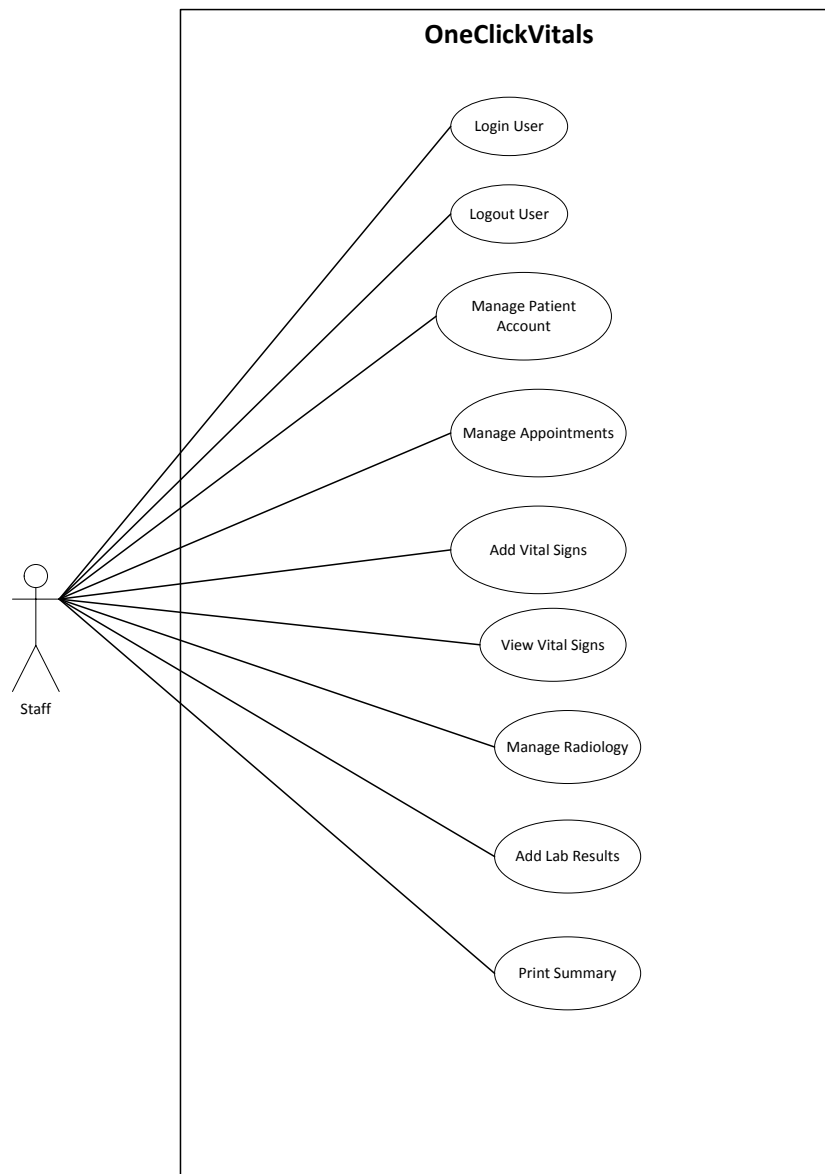 OneClickVitals
Login User
Logout User
Manage Patient
Account
Manage Appointments
Add Vital Signs
View Vital Signs
Staff
Manage Radiology
Add Lab Results
Print Summary